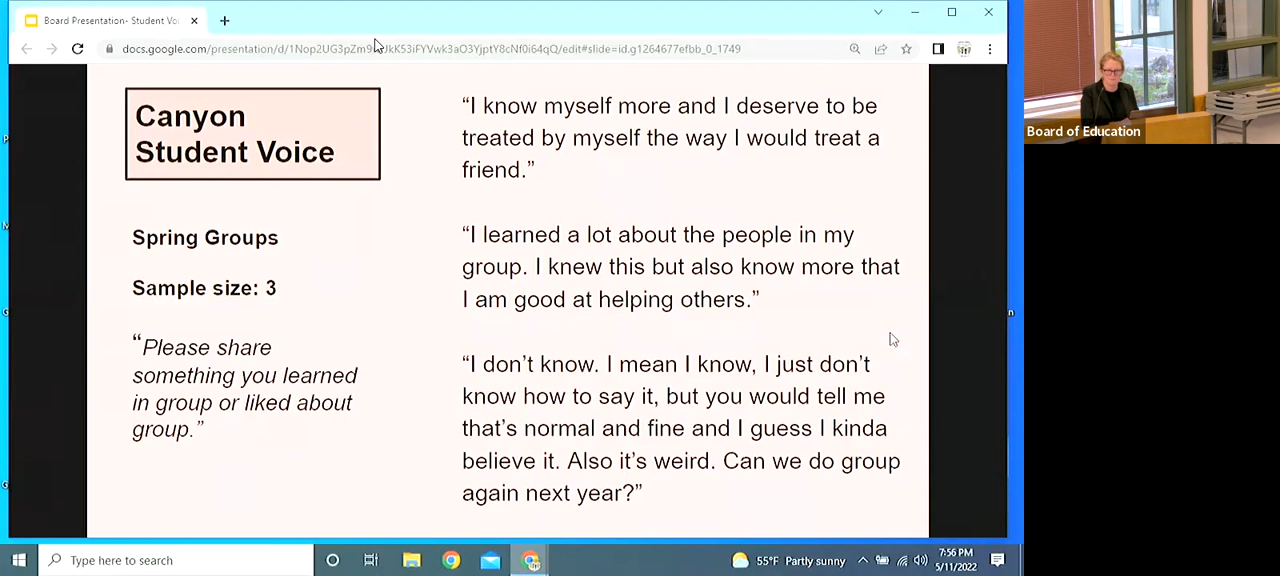 Board Presentation- Student Voi
docs.google.com/presentation/d/
Canyon
Student Voice
Spring Groups
Sample size: 3
“Please share
something you learned
in group or liked about
group.”
“I know myself more and I deserve to be
treated by myself the way I would treat a
friend.”
“I learned a lot about the people in my
group. I knew this but also know more that
I am good at helping others.”
“I don’t know. I mean I know, I just don’t
know how to say it, but you would tell me
that’s normal and fine and I guess I kinda
believe it. Also it’s weird. Can we do group
again next year?”
Board of Education
Type here to search
55°F Partly sunny
7:56 PM
5/11/2022